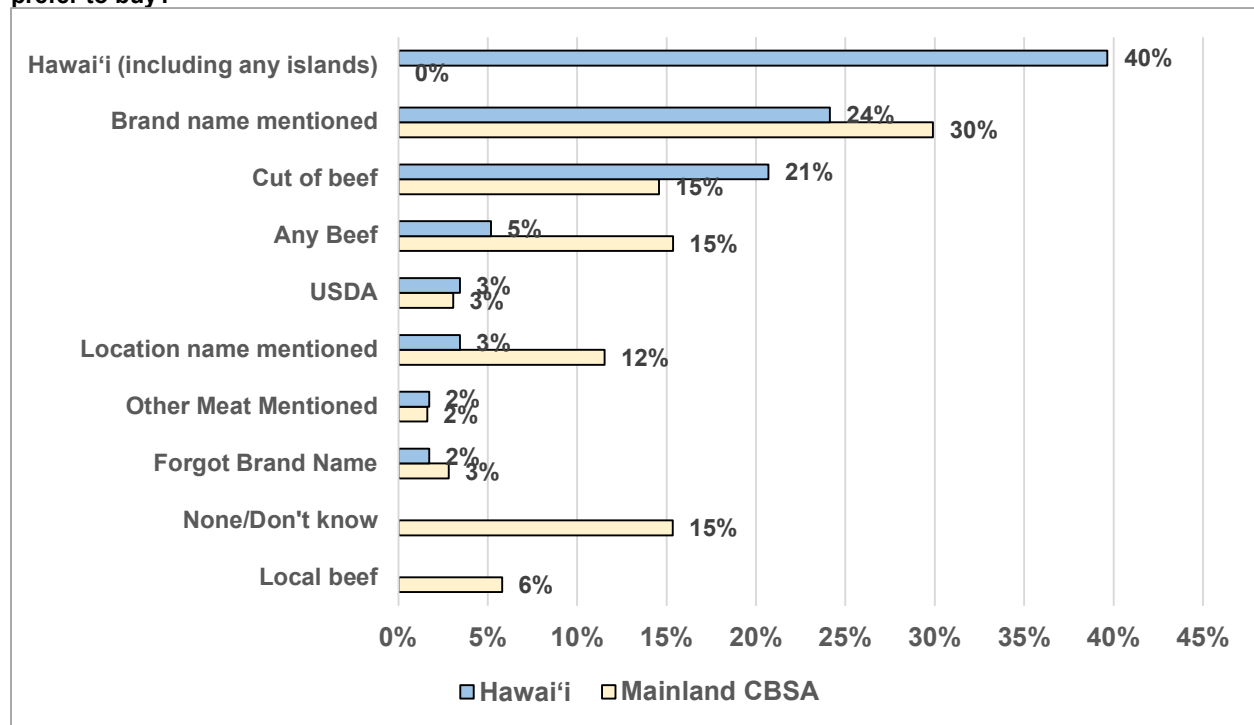 prefer to buy?
Hawai‘i (including any islands)
40%
0%
Brand name mentioned
24%
30%
Cut of beef
21%
15%
Any Beef
5%
15%
USDA
3%
3%
Location name mentioned
3%
12%
Other Meat Mentioned
2%
2%
Forgot Brand Name
2%
3%
None/Don't know
15%
Local beef
6%
0% 5% 10% 15% 20% 25% 30% 35% 40% 45%
Hawai‘i Mainland CBSA